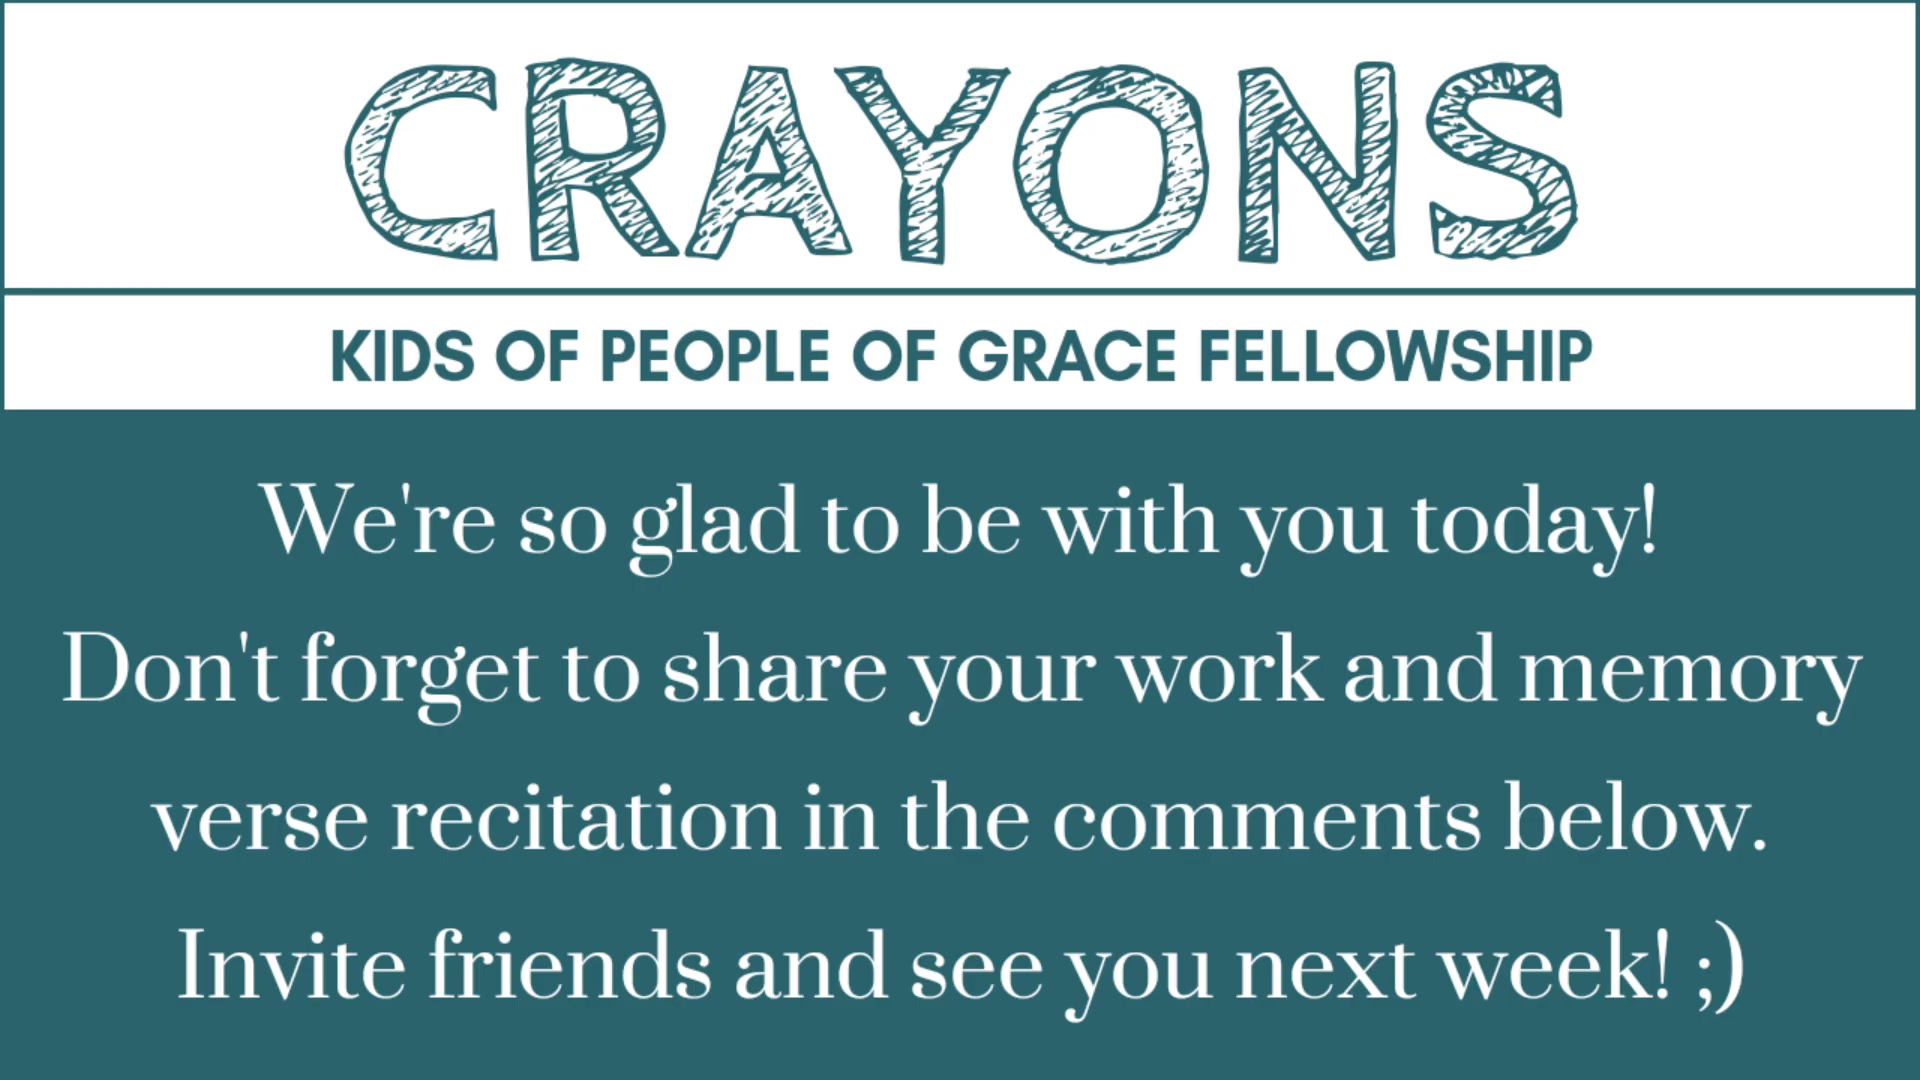 CRAYONS
KIDS OF PEOPLE OF GRACE FELLOWSHIP
We're so glad to be with you today!
Don't forget to share your work and memory
verse recitation in the comments below.
Invite friends and see you next week! ;)